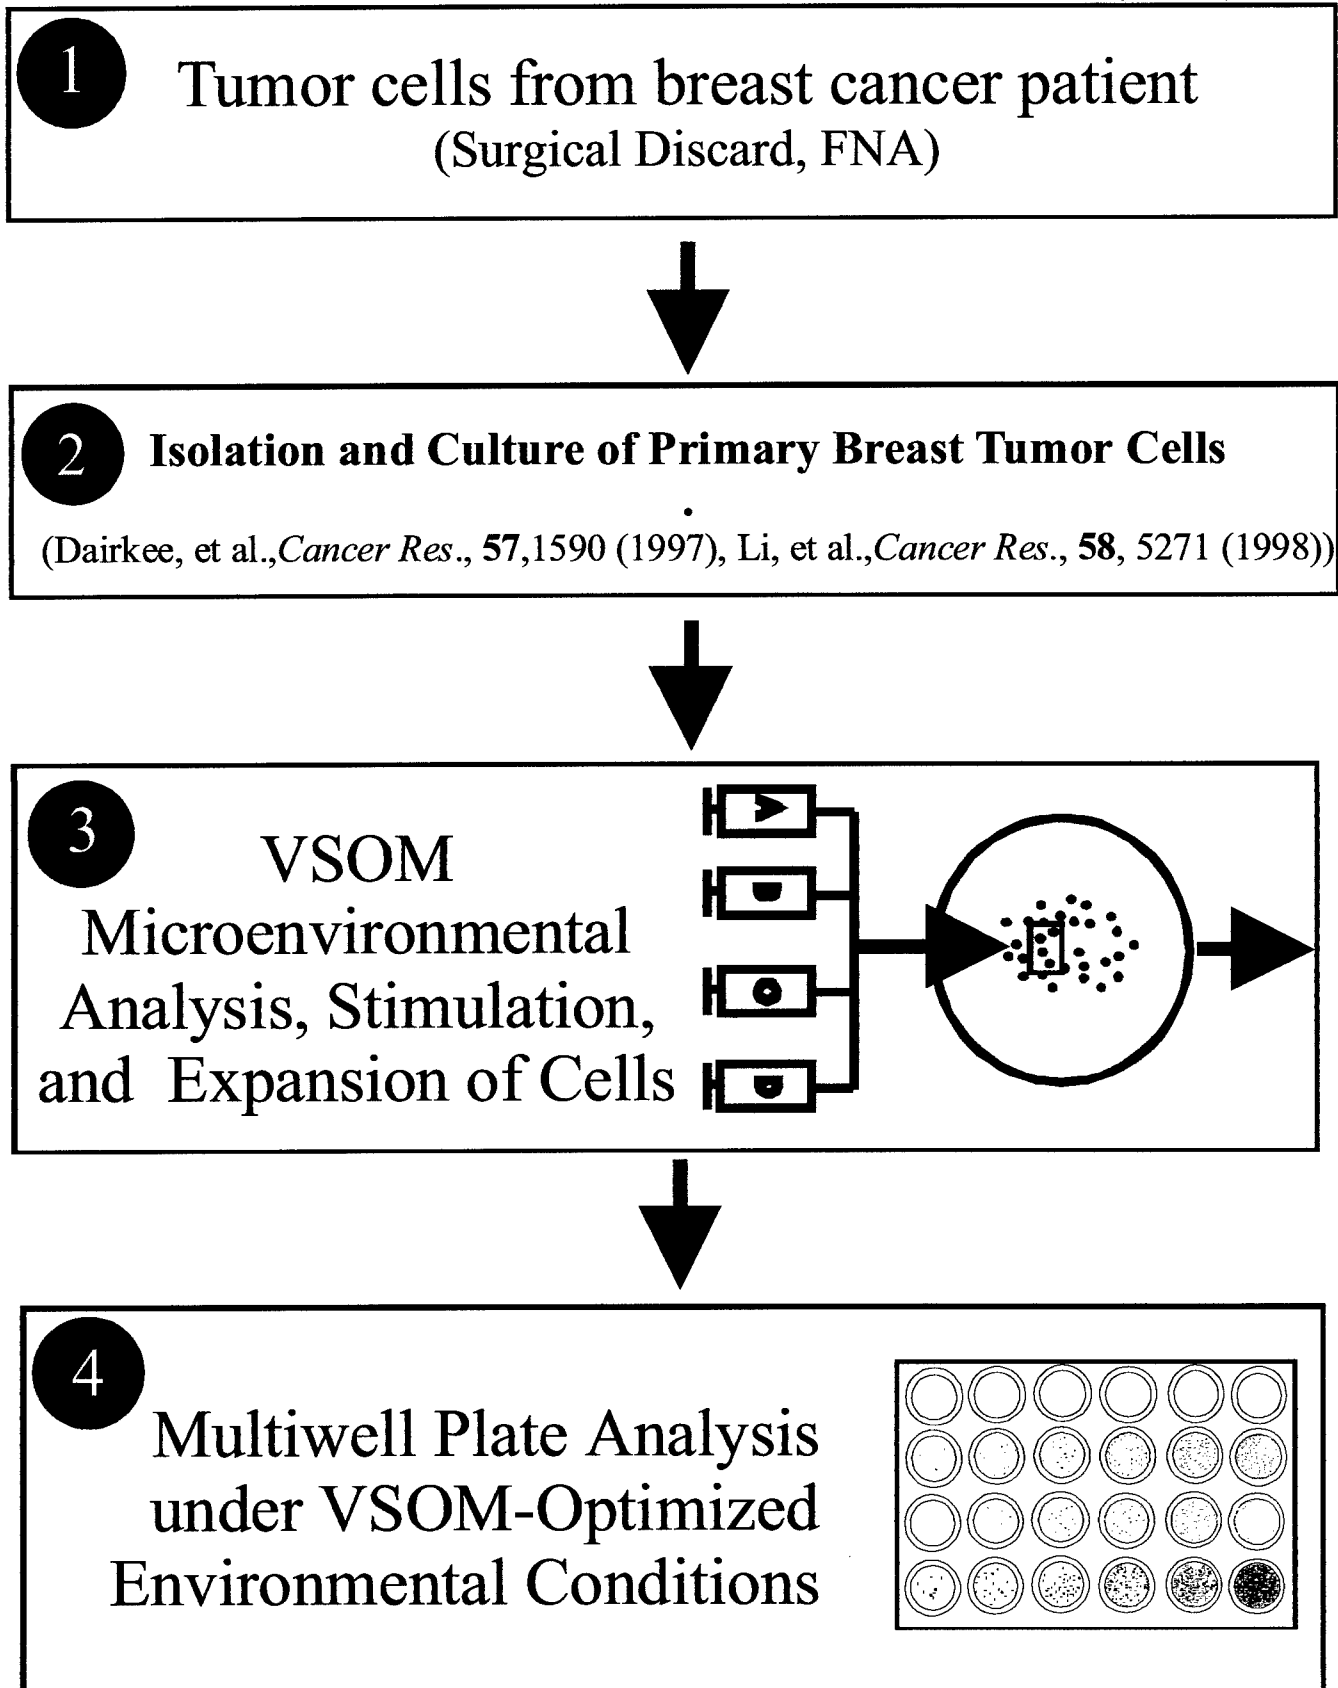 1
Tumor cells from breast cancer patient
(Surgical Discard, FNA)
2
Isolation and Culture of Primary Breast Tumor Cells
(Dairkee, et al.,Cancer Res., 57,1590 (1997), Li, et al.,Cancer Res., 58, 5271 (1998))
3
VSOM
Microenvironmental
Analysis, Stimulation,
and Expansion of Cells
4
Multiwell Plate Analysis
under VSOM-Optimized
Environmental Conditions